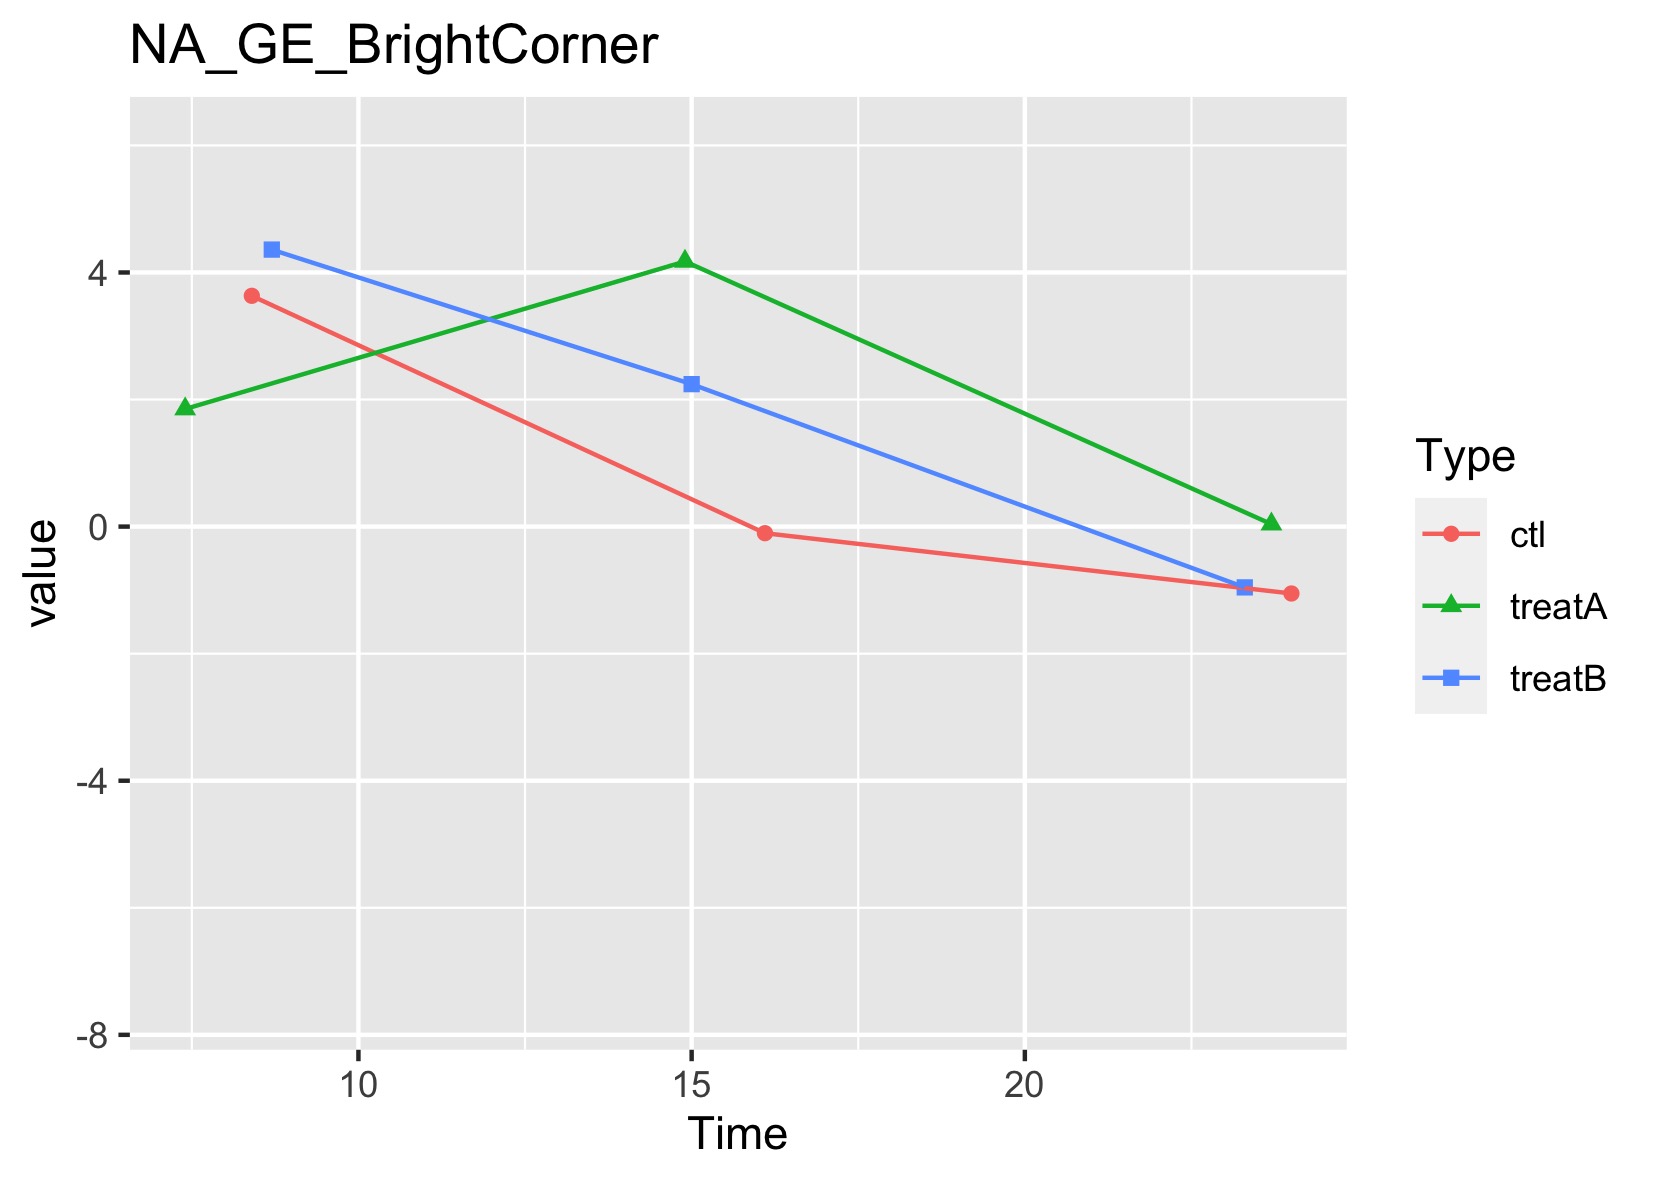 NA_GE_BrightCorner
value
4
0
-4
-8
10 15 20
Time
Type
ctl
treatA
treatB